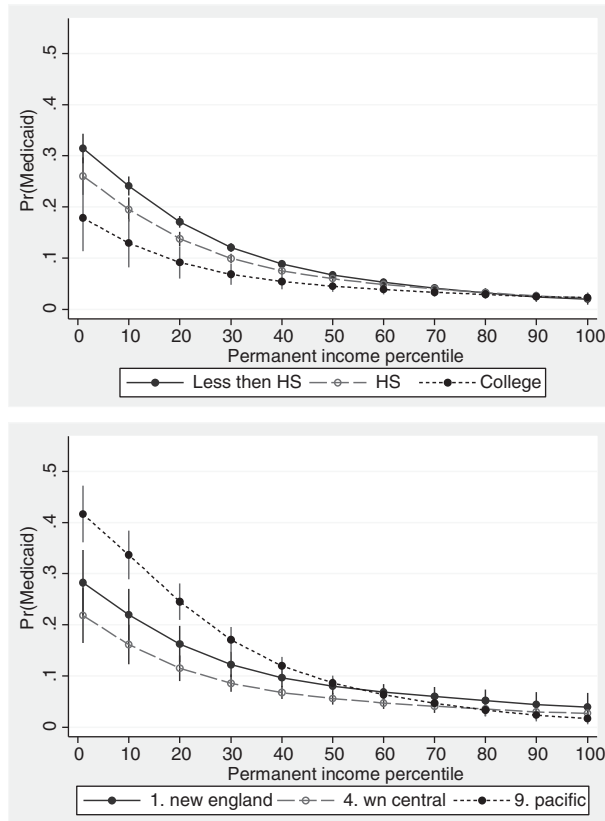 .5
.4
.3
.2
.1
0
Pr(Medicaid)
0 10 20 30 40 50 60 70 80 90 100
Permanent income percentile
Less then HS HS College
.5
.4
.3
.2
.1
0
Pr(Medicaid)
0 10 20 30 40 50 60 70 80 90 100
Permanent income percentile
1. new england 4. wn central 9. pacific